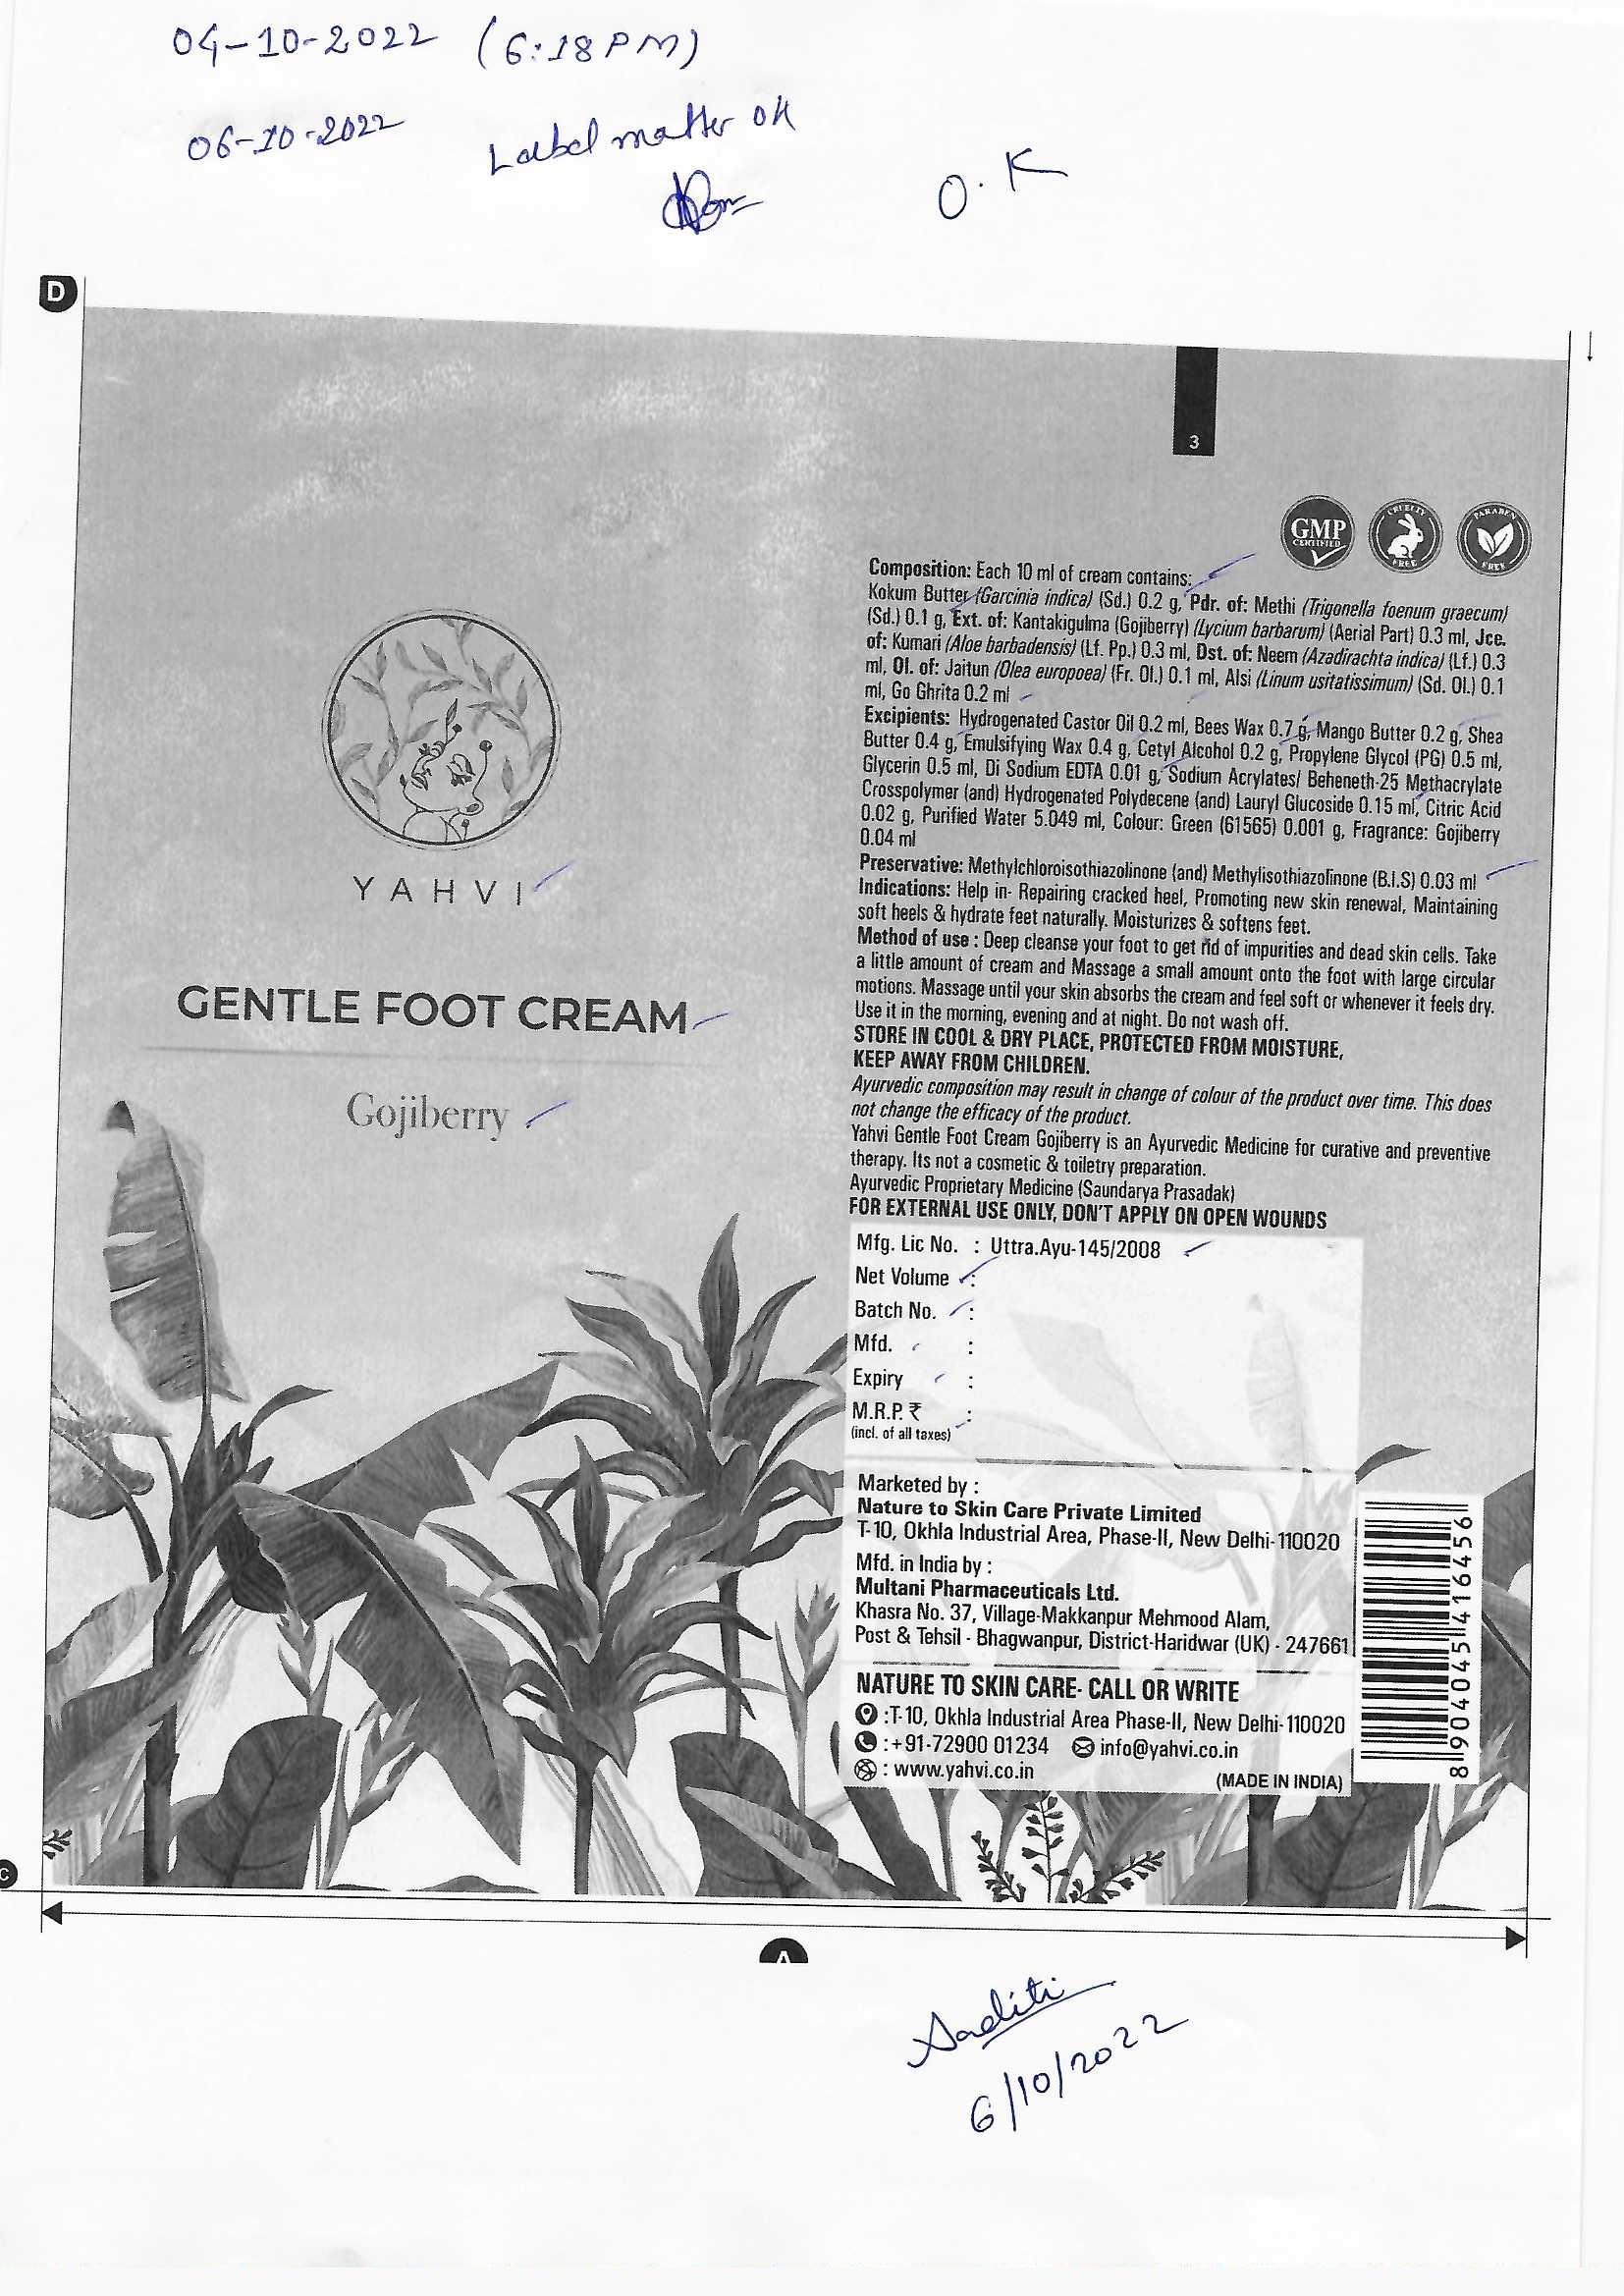 04-10-2022 (6:18PM)
06-10-2022 Label matter OK
O.K
D
3
GMP
CERTIFIED
CRUELTY
FREE
PARABEN
FREE
YAHVI
GENTLE FOOT CREAM
Gojiberry
Composition: Each 10 ml of cream contains:
Kokum Butter (Garcinia indica) (Sd.) 0.2 g, Pdr. of: Methi (Trigonella foenum graecum)
(Sd.) 0.1 g, Ext. of: Kantakigulma (Gojiberry) (Lycium barbarum) (Aerial Part) 0.3 ml, Jce.
of: Kumari (Aloe barbadensis) (Lf. Pp.) 0.3 ml, Dst. of: Neem (Azadirachta indica) (Lf.) 0.3
ml, Ol. of: Jaitun (Olea europoea) (Fr. Ol.) 0.1 ml, Alsi (Linum usitatissimum) (Sd. Ol.) 0.1
ml, Go Ghrita 0.2 ml
Excipients: Hydrogenated Castor Oil 0.2 ml, Bees Wax 0.7 g, Mango Butter 0.2 g, Shea
Butter 0.4 g, Emulsifying Wax 0.4 g, Cetyl Alcohol 0.2 g, Propylene Glycol (PG) 0.5 ml,
Glycerin 0.5 ml, Di Sodium EDTA 0.01 g, Sodium Acrylates/ Beheneth-25 Methacrylate
Crosspolymer (and) Hydrogenated Polydecene (and) Lauryl Glucoside 0.15 ml, Citric Acid
0.02 g, Purified Water 5.049 ml, Colour: Green (61565) 0.001 g, Fragrance: Gojiberry
0.04 ml
Preservative: Methylchloroisothiazolinone (and) Methylisothiazolinone (B.I.S) 0.03 ml
Indications: Help in- Repairing cracked heel, Promoting new skin renewal, Maintaining
soft heels & hydrate feet naturally. Moisturizes & softens feet.
Method of use : Deep cleanse your foot to get rid of impurities and dead skin cells. Take
a little amount of cream and Massage a small amount onto the foot with large circular
motions. Massage until your skin absorbs the cream and feel soft or whenever it feels dry.
Use it in the morning, evening and at night. Do not wash off.
STORE IN COOL & DRY PLACE, PROTECTED FROM MOISTURE,
KEEP AWAY FROM CHILDREN.
Ayurvedic composition may result in change of colour of the product over time. This does
not change the efficacy of the product.
Yahvi Gentle Foot Cream Gojiberry is an Ayurvedic Medicine for curative and preventive
therapy. Its not a cosmetic & toiletry preparation.
Ayurvedic Proprietary Medicine (Saundarya Prasadak)
FOR EXTERNAL USE ONLY, DON'T APPLY ON OPEN WOUNDS
Mfg. Lic No. : Uttra.Ayu-145/2008
Net Volume :
Batch No. :
Mfd. :
Expiry :
M.R.P. ₹ :
(incl. of all taxes)
Marketed by :
Nature to Skin Care Private Limited
T-10, Okhla Industrial Area, Phase-II, New Delhi-110020
Mfd. in India by :
Multani Pharmaceuticals Ltd.
Khasra No. 37, Village-Makkanpur Mehmood Alam,
Post & Tehsil - Bhagwanpur, District-Haridwar (UK) - 247661
NATURE TO SKIN CARE- CALL OR WRITE
:T-10, Okhla Industrial Area Phase-II, New Delhi-110020
:+91-72900 01234 info@yahvi.co.in
: www.yahvi.co.in
(MADE IN INDIA)
8 904045 416456
C
A
Aaditi
6/10/2022